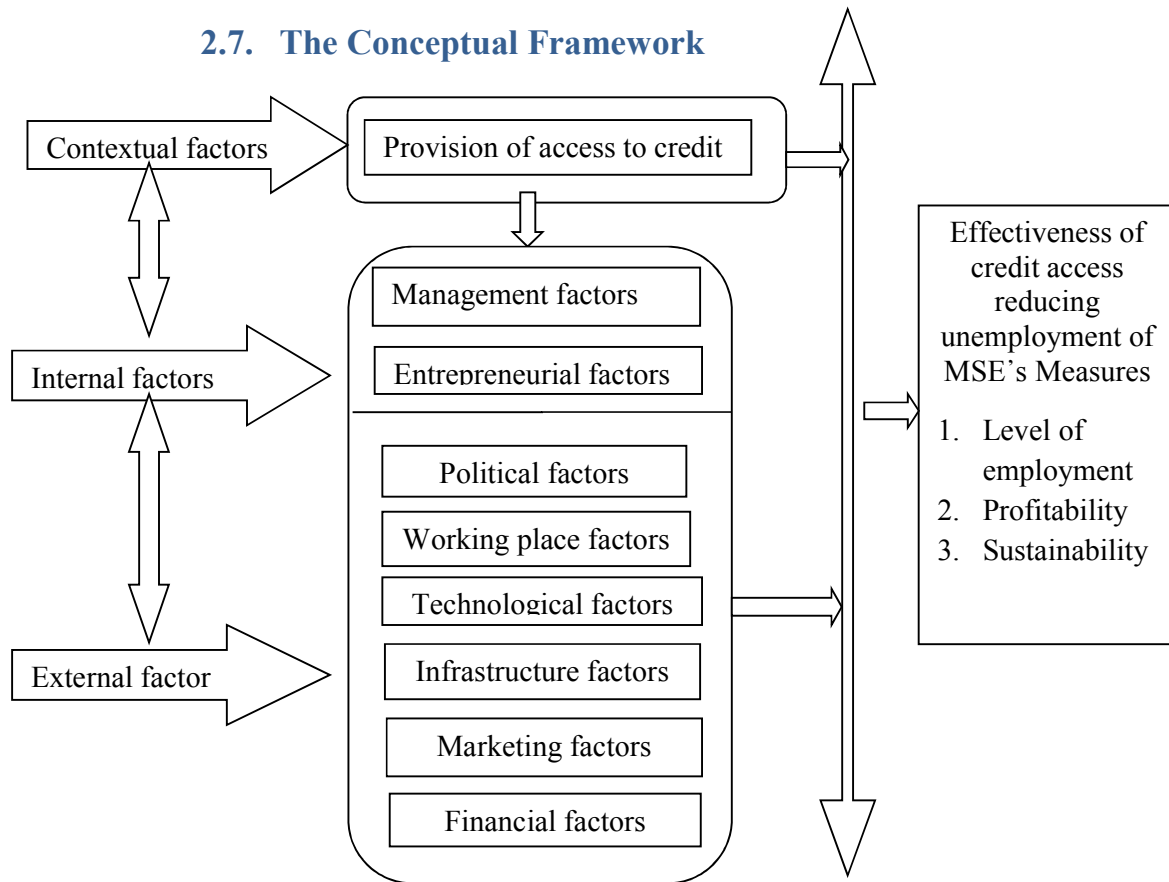 2.7. The Conceptual Framework
Contextual factors
Provision of access to credit
Internal factors
Management factors
Entrepreneurial factors
External factor
Political factors
Working place factors
Technological factors
Infrastructure factors
Marketing factors
Financial factors
Effectiveness of
credit access
reducing
unemployment of
MSE’s Measures
1. Level of
employment
2. Profitability
3. Sustainability